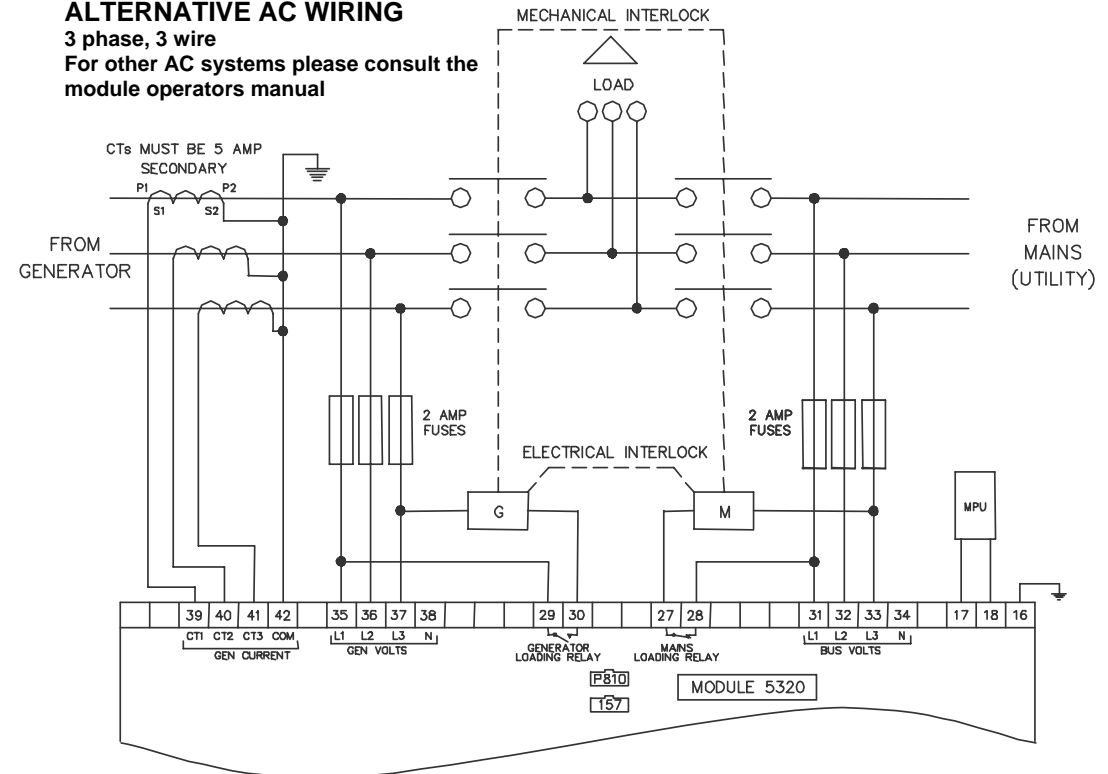 ALTERNATIVE AC WIRING
3 phase, 3 wire
For other AC systems please consult the
module operators manual
MECHANICAL INTERLOCK
LOAD
CTs MUST BE 5 AMP
SECONDARY
P1 P2
S1 S2
FROM
GENERATOR
FROM
MAINS
(UTILITY)
2 AMP
FUSES
2 AMP
FUSES
ELECTRICAL INTERLOCK
G
M
MPU
39 40 41 42 35 36 37 38 29 30 27 28 31 32 33 34 17 18 16
CT1 CT2 CT3 COM L1 L2 L3 N L1 L2 L3 N
GEN CURRENT
GEN VOLTS
GENERATOR
LOADING RELAY
MAINS
LOADING RELAY
BUS VOLTS
P810
157
MODULE 5320